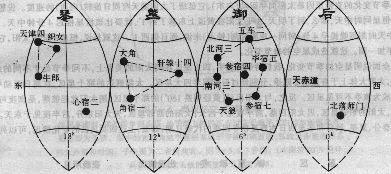 琴 盔 御 后
天津四
织女
牛郎
心宿二
大角
轩辕十四
角宿一
北河三
南河三
五车二
毕宿五
参宿四
参宿七
天狼
天赤道
北落师门
东
西
18h 12h 6h 0h